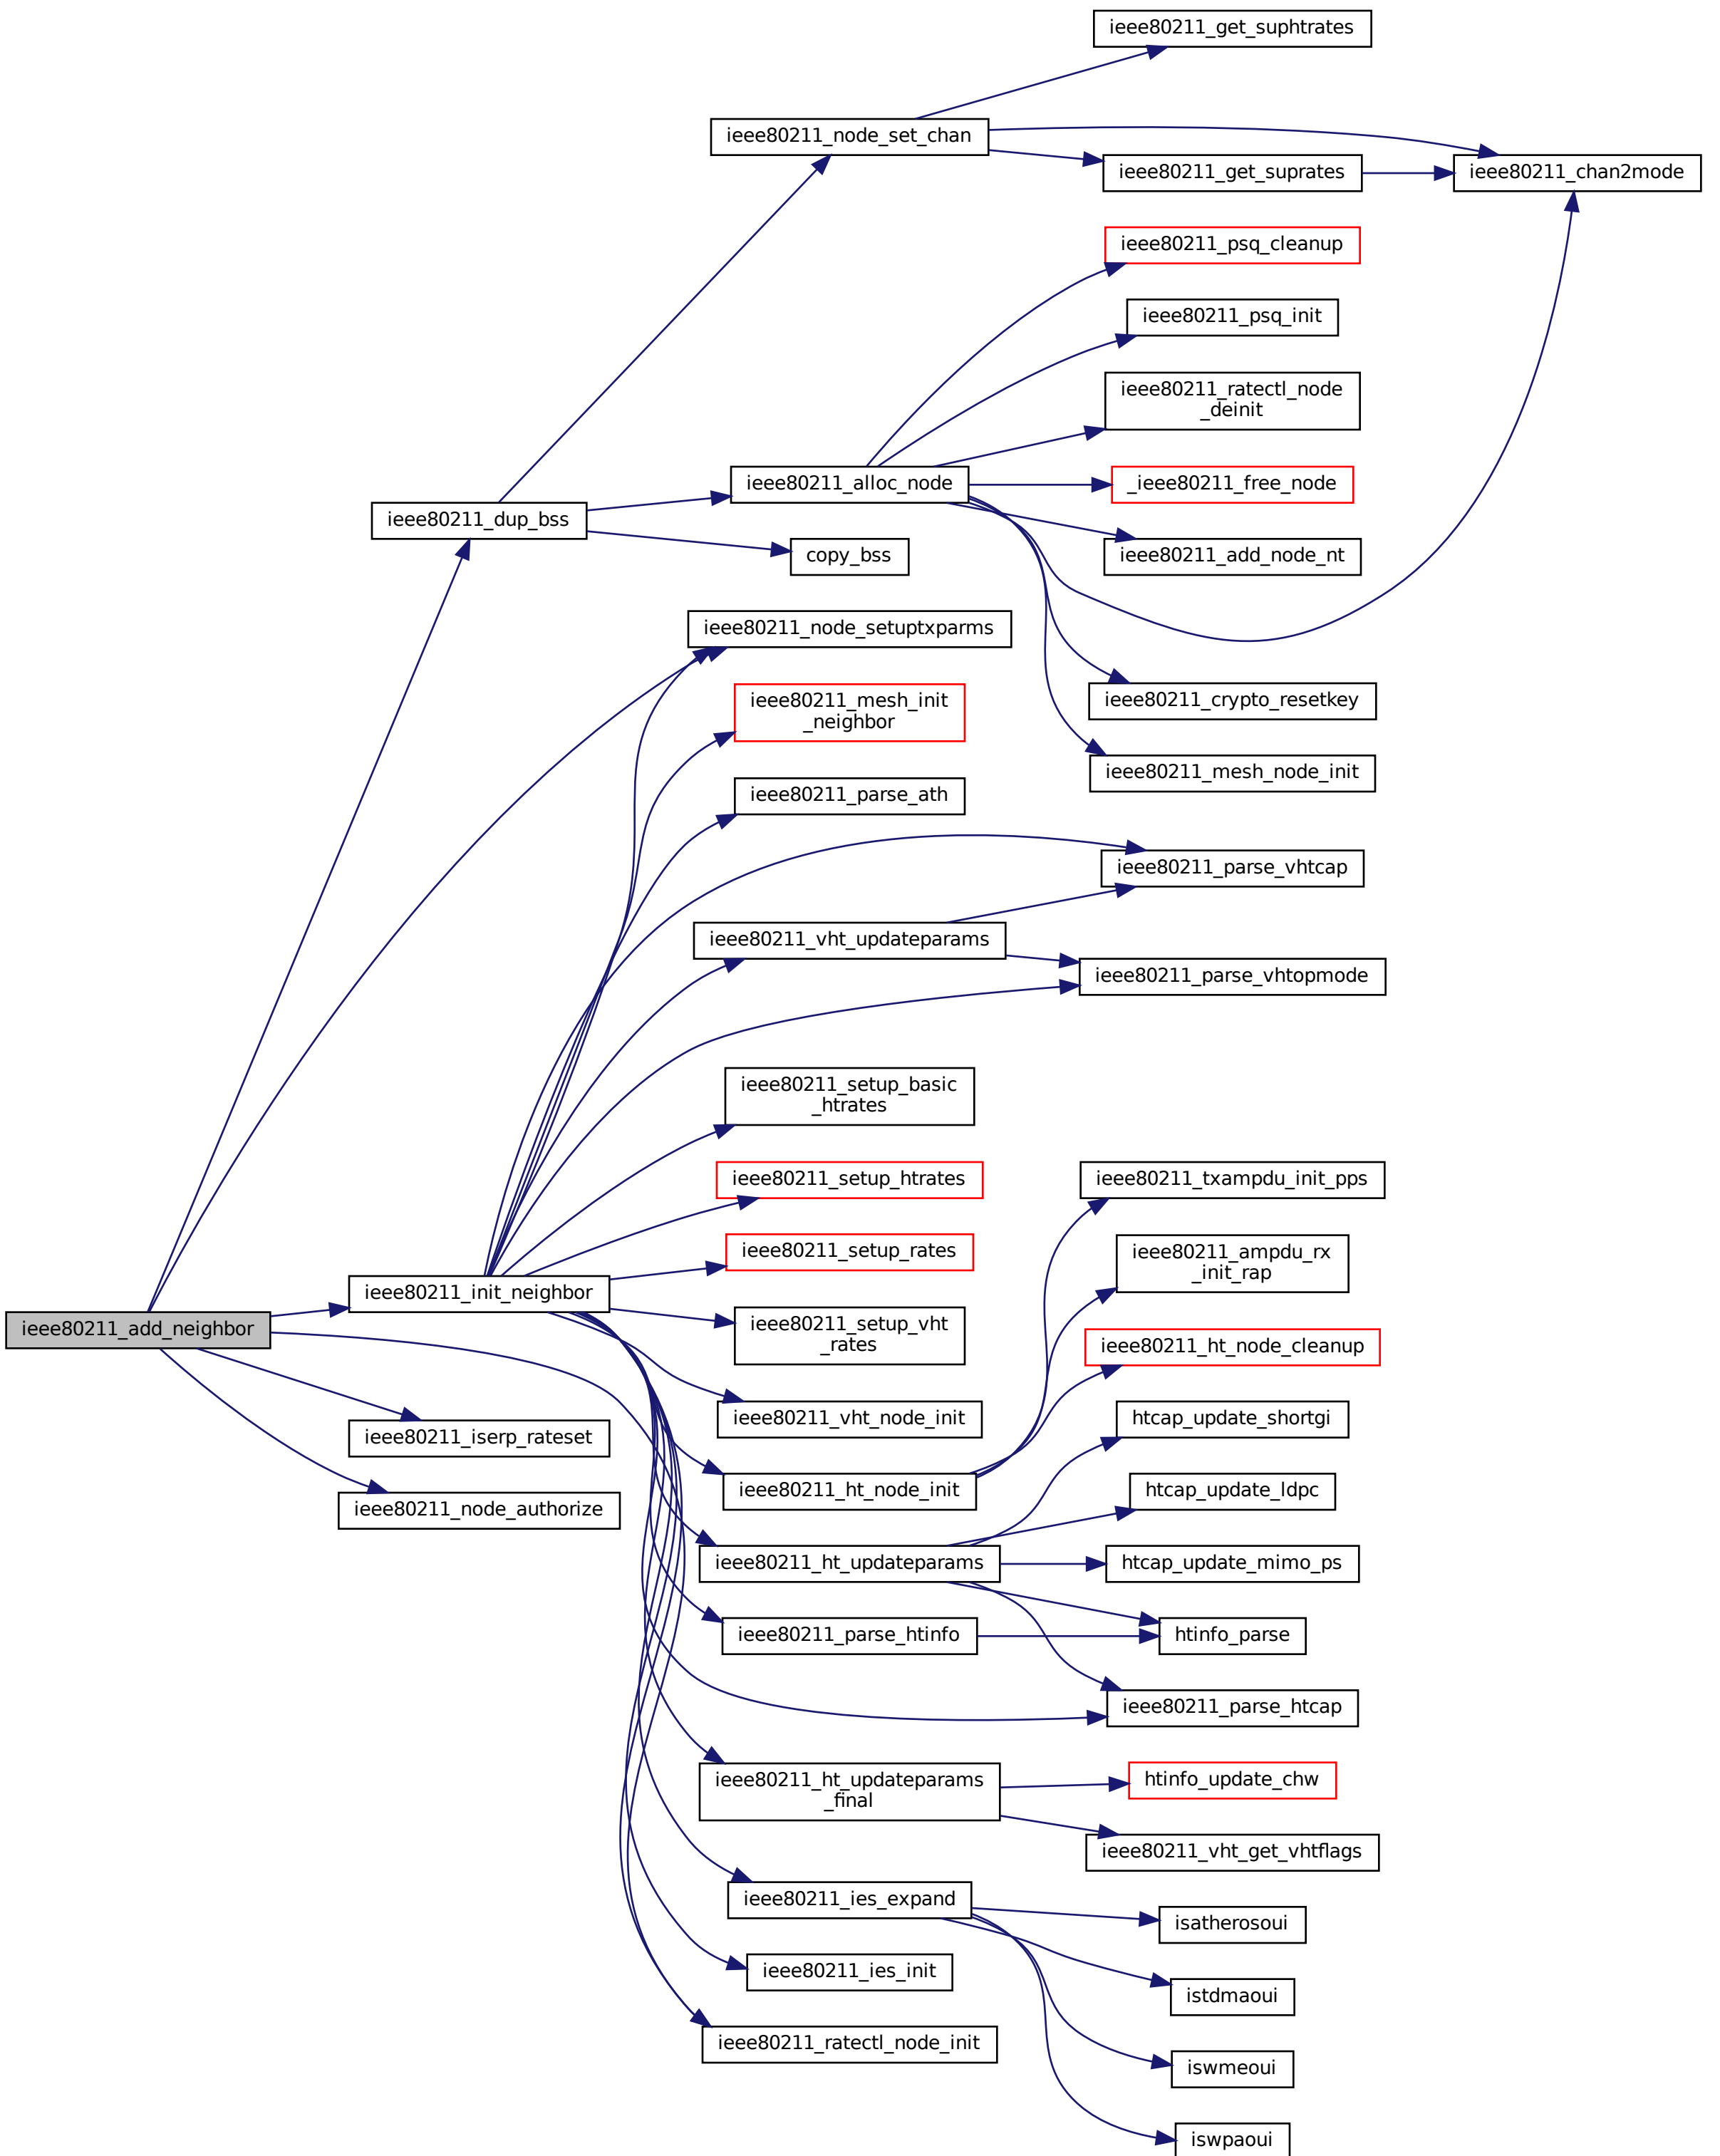 ieee80211_get_suphtrates
ieee80211_node_set_chan
ieee80211_get_suprates
ieee80211_chan2mode
ieee80211_psq_cleanup
ieee80211_psq_init
ieee80211_ratectl_node
_deinit
ieee80211_alloc_node
_ieee80211_free_node
ieee80211_dup_bss
copy_bss
ieee80211_add_node_nt
ieee80211_node_setuptxparms
ieee80211_crypto_resetkey
ieee80211_mesh_init
_neighbor
ieee80211_mesh_node_init
ieee80211_parse_ath
ieee80211_parse_vhtcap
ieee80211_vht_updateparams
ieee80211_parse_vhtopmode
ieee80211_setup_basic
_htrates
ieee80211_setup_htrates
ieee80211_txampdu_init_pps
ieee80211_setup_rates
ieee80211_ampdu_rx
_init_rap
ieee80211_init_neighbor
ieee80211_add_neighbor
ieee80211_setup_vht
_rates
ieee80211_ht_node_cleanup
ieee80211_vht_node_init
htcap_update_shortgi
ieee80211_iserp_rateset
ieee80211_ht_node_init
htcap_update_ldpc
ieee80211_node_authorize
ieee80211_ht_updateparams
htcap_update_mimo_ps
ieee80211_parse_htinfo
htinfo_parse
ieee80211_parse_htcap
ieee80211_ht_updateparams
_final
htinfo_update_chw
ieee80211_vht_get_vhtflags
ieee80211_ies_expand
isatherosoui
ieee80211_ies_init
istdmaoui
ieee80211_ratectl_node_init
iswmeoui
iswpaoui